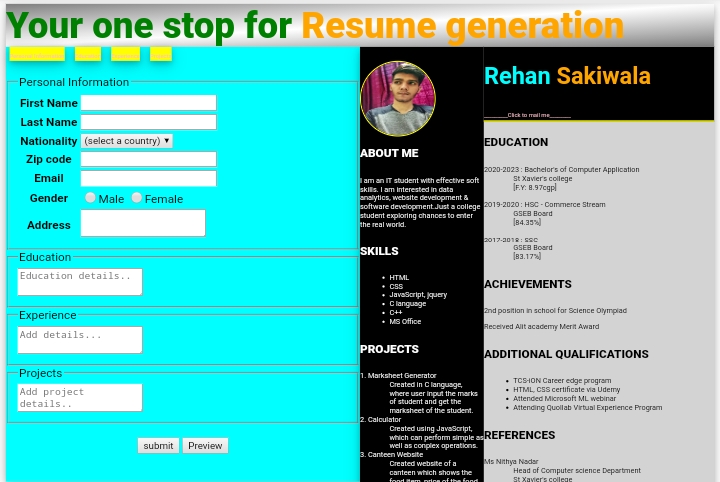 Your one stop for Resume generation
Personal Information
First Name
Last Name
Nationality (select a country)
Zip code
Email
Gender Male Female
Address
Education
Education details..
Experience
Add details...
Projects
Add project
details..
submit Preview
ABOUT ME
I am an IT student with effective soft
skills. I am interested in data
analytics, website development &
software development.Just a college
student exploring chances to enter
the real world.
SKILLS
HTML
CSS
JavaScript, jquery
C language
C++
MS Office
PROJECTS
1. Marksheet Generator
Created in C language,
where user input the marks
of student and get the
marksheet of the student.
2. Calculator
Created using JavaScript,
which can perform simple as
well as complex operations.
3. Canteen Website
Created website of a
canteen which shows the
food item, price of the food
Rehan Sakiwala
______Click to mail me______
EDUCATION
2020-2023 : Bachelor's of Computer Application
St Xavier's college
[F.Y: 8.97cgp]
2019-2020 : HSC - Commerce Stream
GSEB Board
[84.35%]
2017-2018 : SSC
GSEB Board
[83.17%]
ACHIEVEMENTS
2nd position in school for Science Olympiad
Received Aiit academy Merit Award
ADDITIONAL QUALIFICATIONS
TCS-ION Career edge program
HTML, CSS certificate via Udemy
Attended Microsoft ML webinar
Attending Quollab Virtual Experience Program
REFERENCES
Ms Nithya Nadar
Head of Computer science Department
St Xavier's college